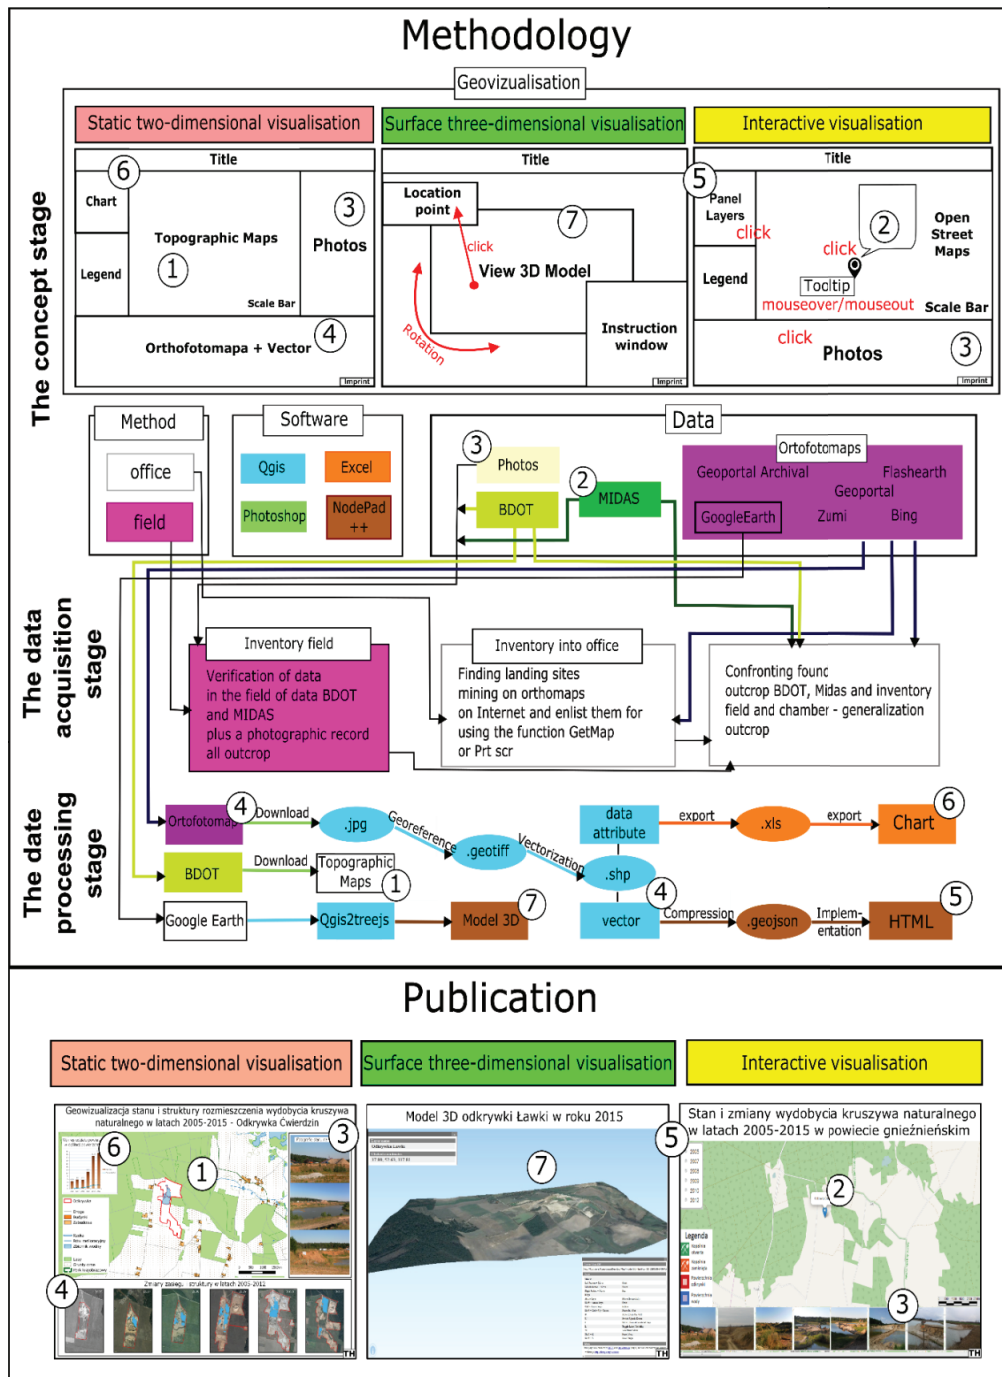 Methodology
Geovizualisation
Static two-dimensional visualisation
Surface three-dimensional visualisation
Interactive visualisation
The concept stage
Title
6
Chart
Legend
Topographic Maps
1
3
Photos
Scale Bar
4
Orthofotomapa + Vector
Imprint
Title
Location
point
7
click
View 3D Model
Rotation
Instruction
window
Imprint
Title
5
Panel
Layers
click
Legend
2
click
Tooltip
mouseover/mouseout
Open
Street
Maps
Scale Bar
click
Photos
3
Imprint
Method
office
field
Software
Qgis
Excel
Photoshop
NodePad
++
Data
3
Photos
BDOT
2
MIDAS
Ortofotomaps
Geoportal Archival
Flashearth
Geoportal
GoogleEarth
Zumi
Bing
The data
acquisition
stage
Inventory field
Verification of data
in the field of data BDOT
and MIDAS
plus a photographic record
all outcrop
Inventory into office
Finding landing sites
mining on orthomaps
on Internet and enlist them for
using the function GetMap
or Prt scr
Confronting found
outcrop BDOT, Midas and inventory
field and chamber - generalization
outcrop
The date
processing
stage
Ortofotomap
4
Download
.jpg
Georeference
.geotiff
Vectorization
data
attribute
.shp
4
vector
export
.xls
export
6
Chart
BDOT
Download
Topographic
Maps
1
Google Earth
Qgis2treejs
Model 3D
7
Compression
.geojson
Implem-
entation
HTML
5
Publication
Static two-dimensional visualisation
Surface three-dimensional visualisation
Interactive visualisation
Geowizualizacja stanu i struktury rozmieszczenia wydobycia kruszywa
naturalnego w latach 2005-2015 - Odkrywka Ćwierdzin
6
1
3
4
Zmiany zasięgu i struktury w latach 2005-2012
TH
Model 3D odkrywki Ławki w roku 2015
7
TH
Stan i zmiany wydobycia kruszywa naturalnego
w latach 2005-2015 w powiecie gnieźnieńskim
5
2
Legenda
3
TH